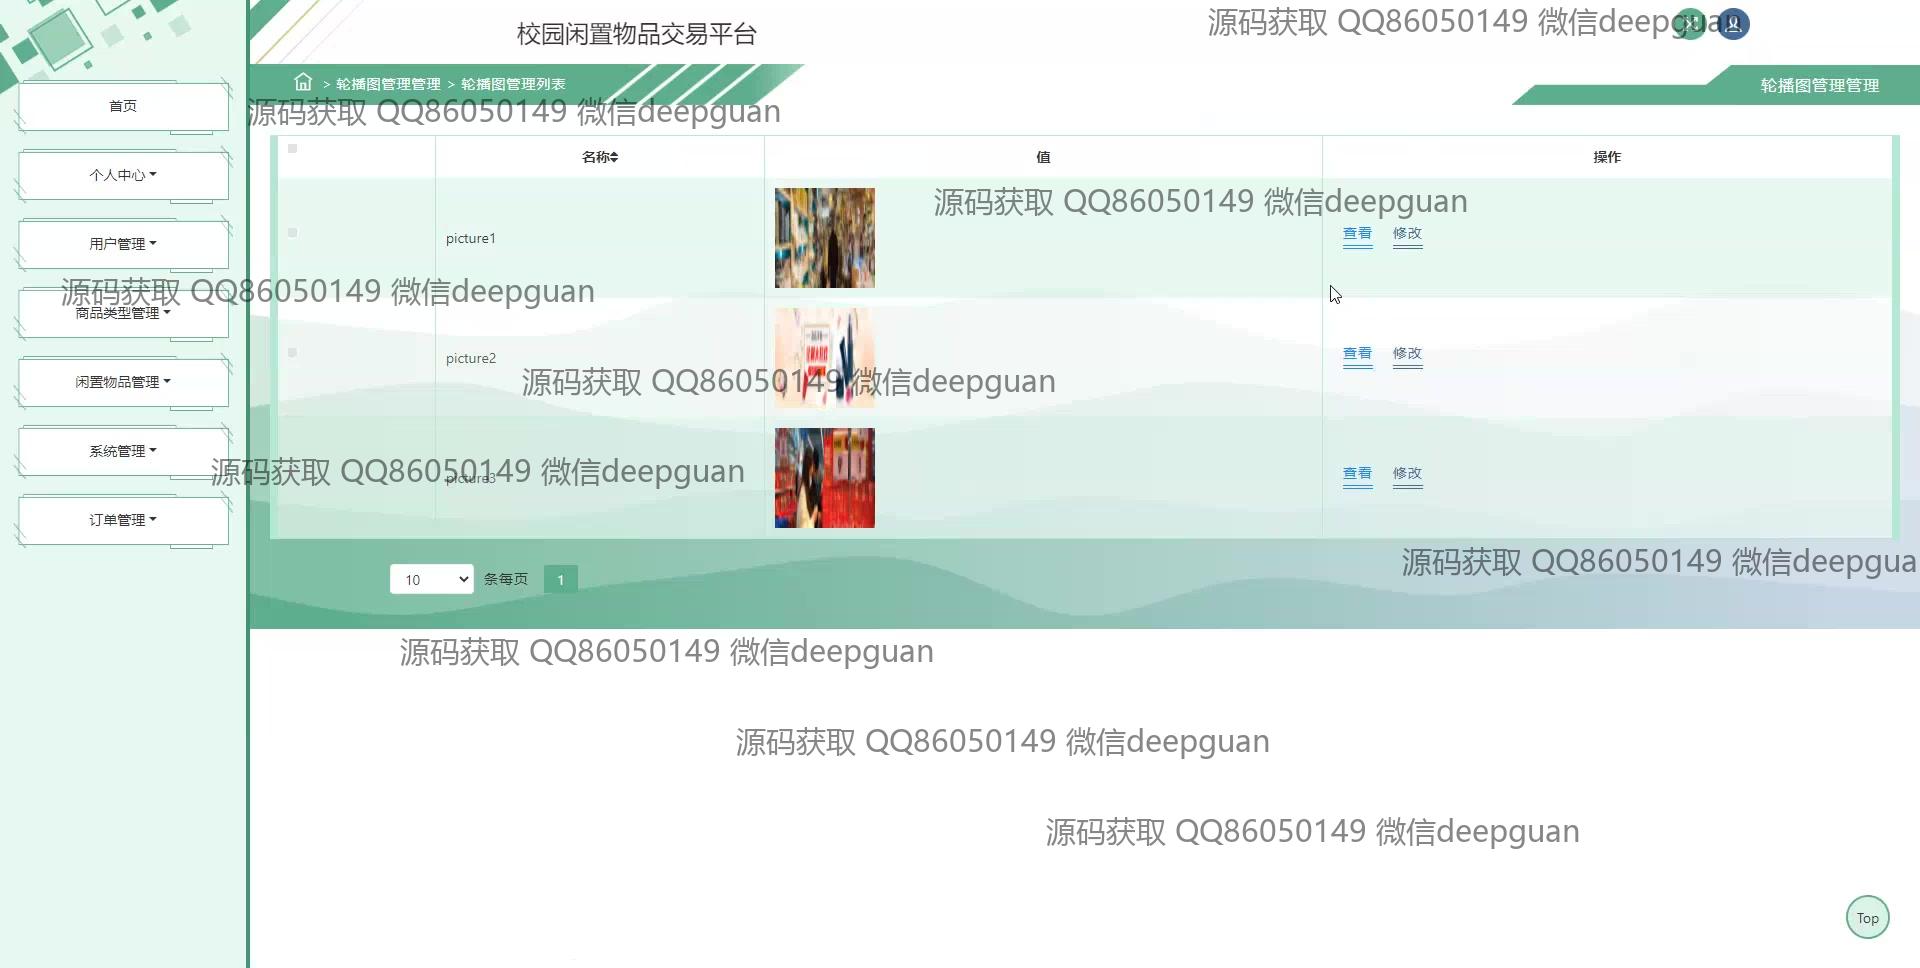 校园闲置物品交易平台
源码获取 QQ86050149 微信deepguan
> 轮播图管理管理 > 轮播图管理列表
轮播图管理管理
源码获取 QQ86050149 微信deepguan
首页
个人中心
用户管理
商品类型管理
闲置物品管理
系统管理
订单管理
名称
值
操作
源码获取 QQ86050149 微信deepguan
picture1
查看 修改
源码获取 QQ86050149 微信deepguan
picture2
查看 修改
源码获取 QQ86050149 微信deepguan
picture3
查看 修改
源码获取 QQ86050149 微信deepguan
源码获取 QQ86050149 微信deepgua
10 条每页 1
源码获取 QQ86050149 微信deepguan
源码获取 QQ86050149 微信deepguan
源码获取 QQ86050149 微信deepguan
Top